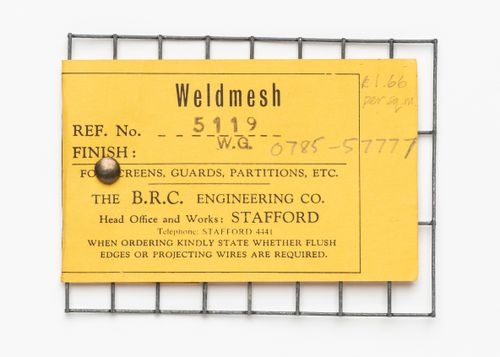 Weldmesh
£1.66
per sq.m
REF. No. 5119
W.G.
FINISH: 0785-57777
FOR SCREENS, GUARDS, PARTITIONS, ETC.
THE B.R.C. ENGINEERING CO.
Head Office and Works: STAFFORD
Telephone: STAFFORD 4441
WHEN ORDERING KINDLY STATE WHETHER FLUSH
EDGES OR PROJECTING WIRES ARE REQUIRED.